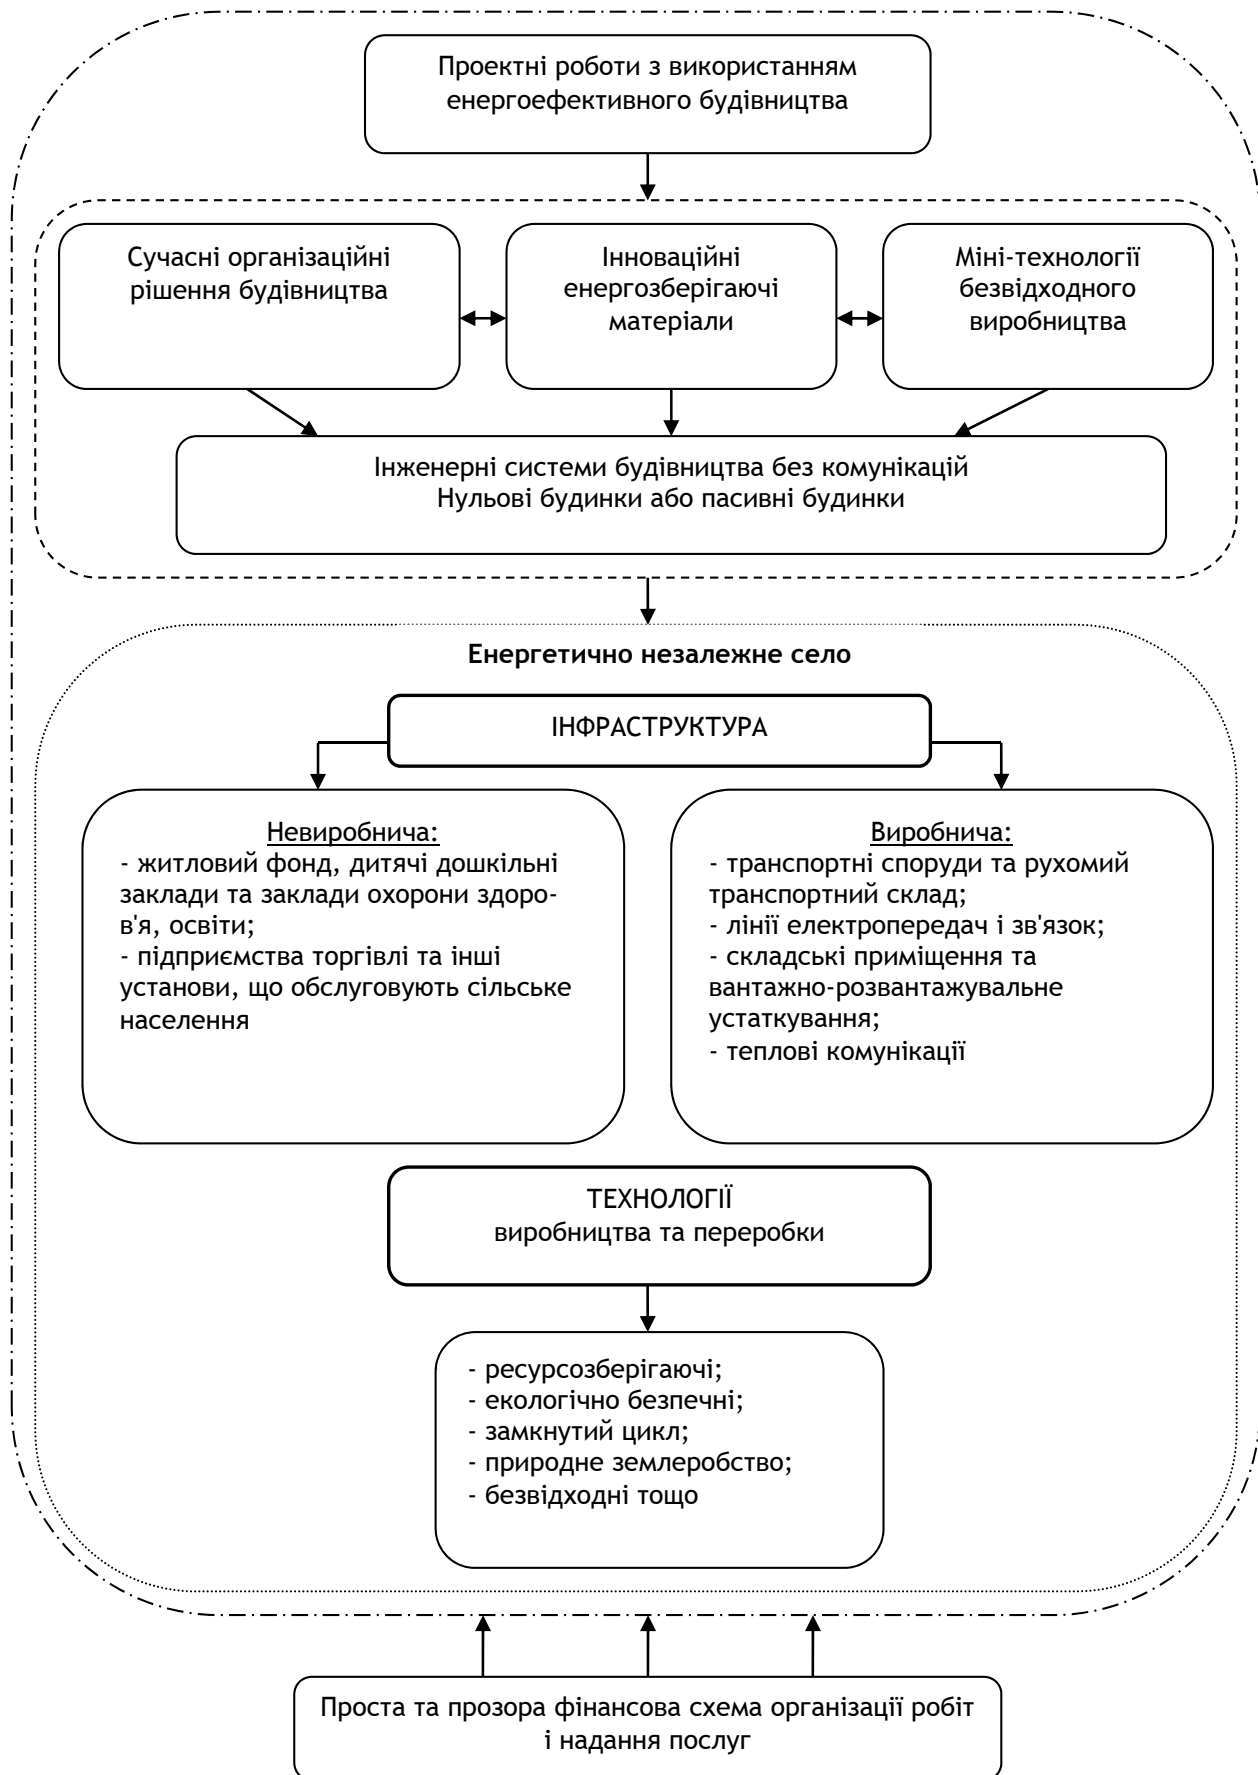 Проектні роботи з використанням
енергоефективного будівництва
Сучасні організаційні
рішення будівництва
Інноваційні
енергозберігаючі
матеріали
Міні-технології
безвідходного
виробництва
Інженерні системи будівництва без комунікацій
Нульові будинки або пасивні будинки
Енергетично незалежне село
ІНФРАСТРУКТУРА
Невиробнича:
- житловий фонд, дитячі дошкільні
заклади та заклади охорони здоро-
в'я, освіти;
- підприємства торгівлі та інші
установи, що обслуговують сільське
населення
Виробнича:
- транспортні споруди та рухомий
транспортний склад;
- лінії електропередач і зв'язок;
- складські приміщення та
вантажно-розвантажувальне
устаткування;
- теплові комунікації
ТЕХНОЛОГІЇ
виробництва та переробки
- ресурсозберігаючі;
- екологічно безпечні;
- замкнутий цикл;
- природне землеробство;
- безвідходні тощо
Проста та прозора фінансова схема організації робіт
і надання послуг